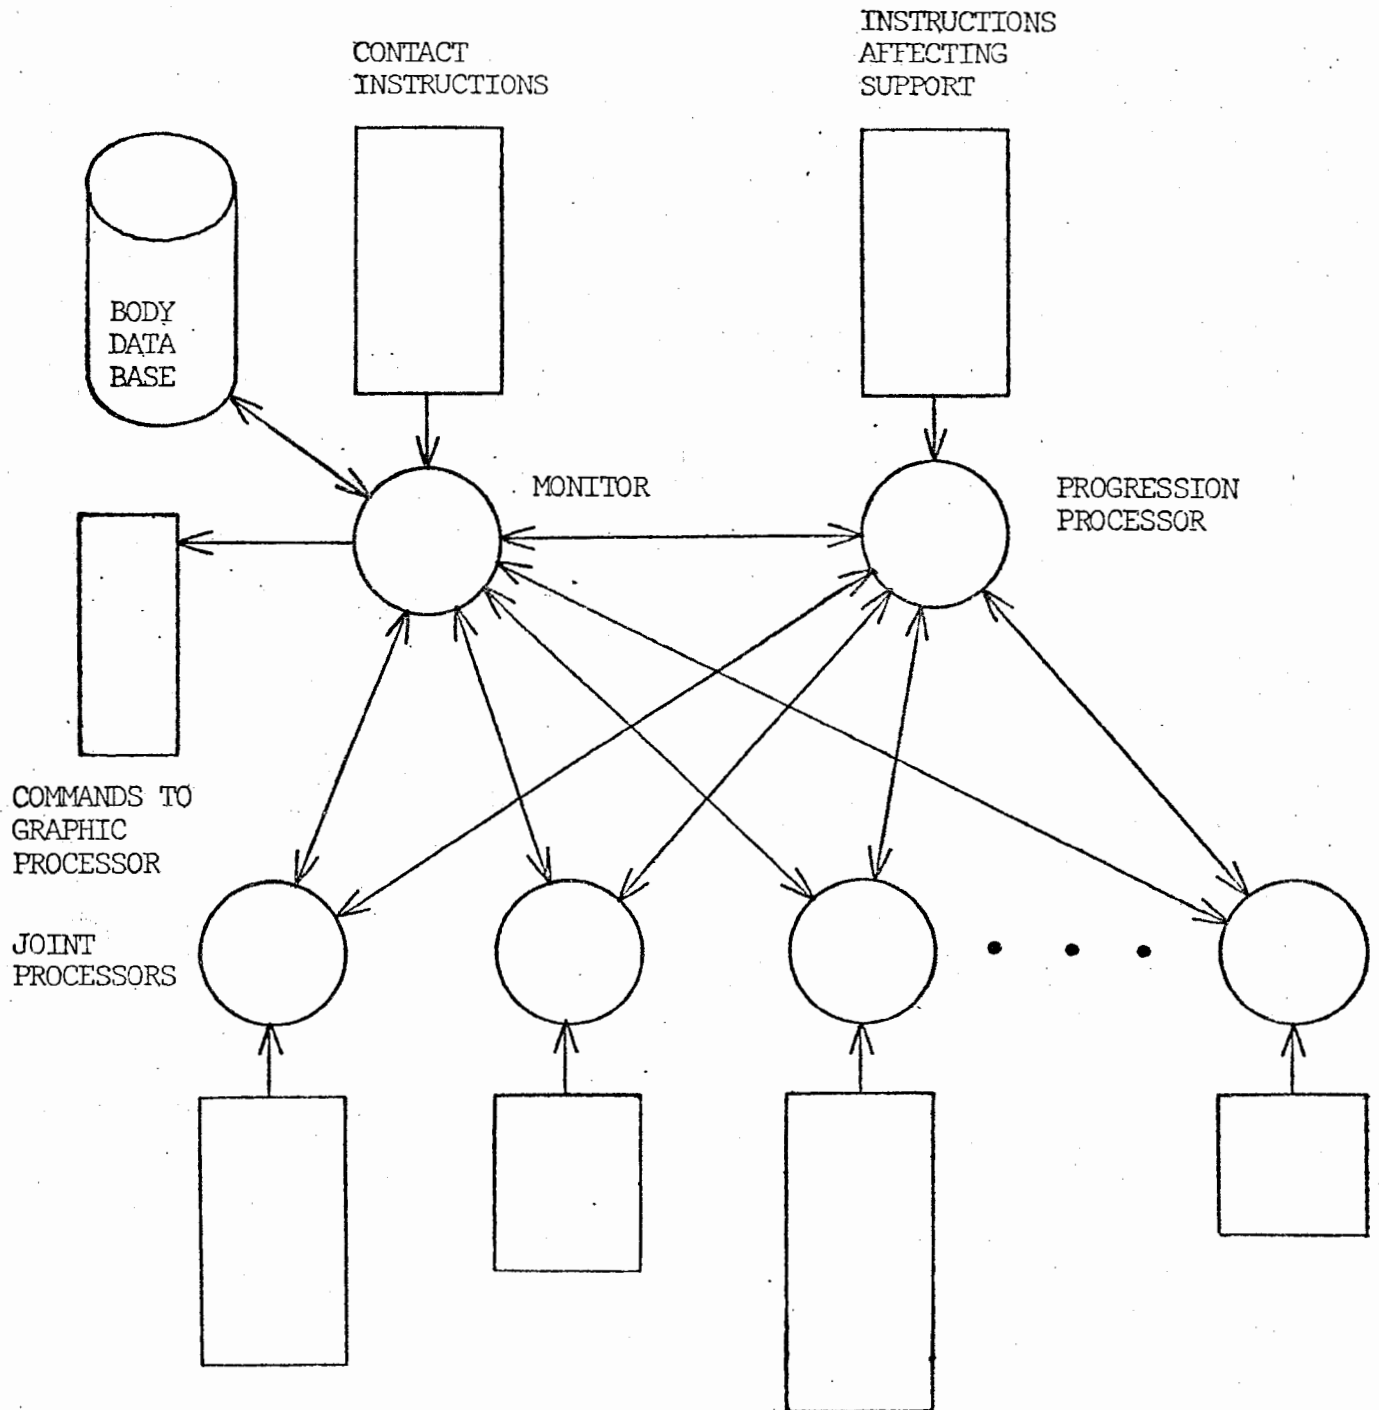 CONTACT
INSTRUCTIONS
INSTRUCTIONS
AFFECTING
SUPPORT
BODY
DATA
BASE
MONITOR
PROGRESSION
PROCESSOR
COMMANDS TO
GRAPHIC
PROCESSOR
JOINT
PROCESSORS